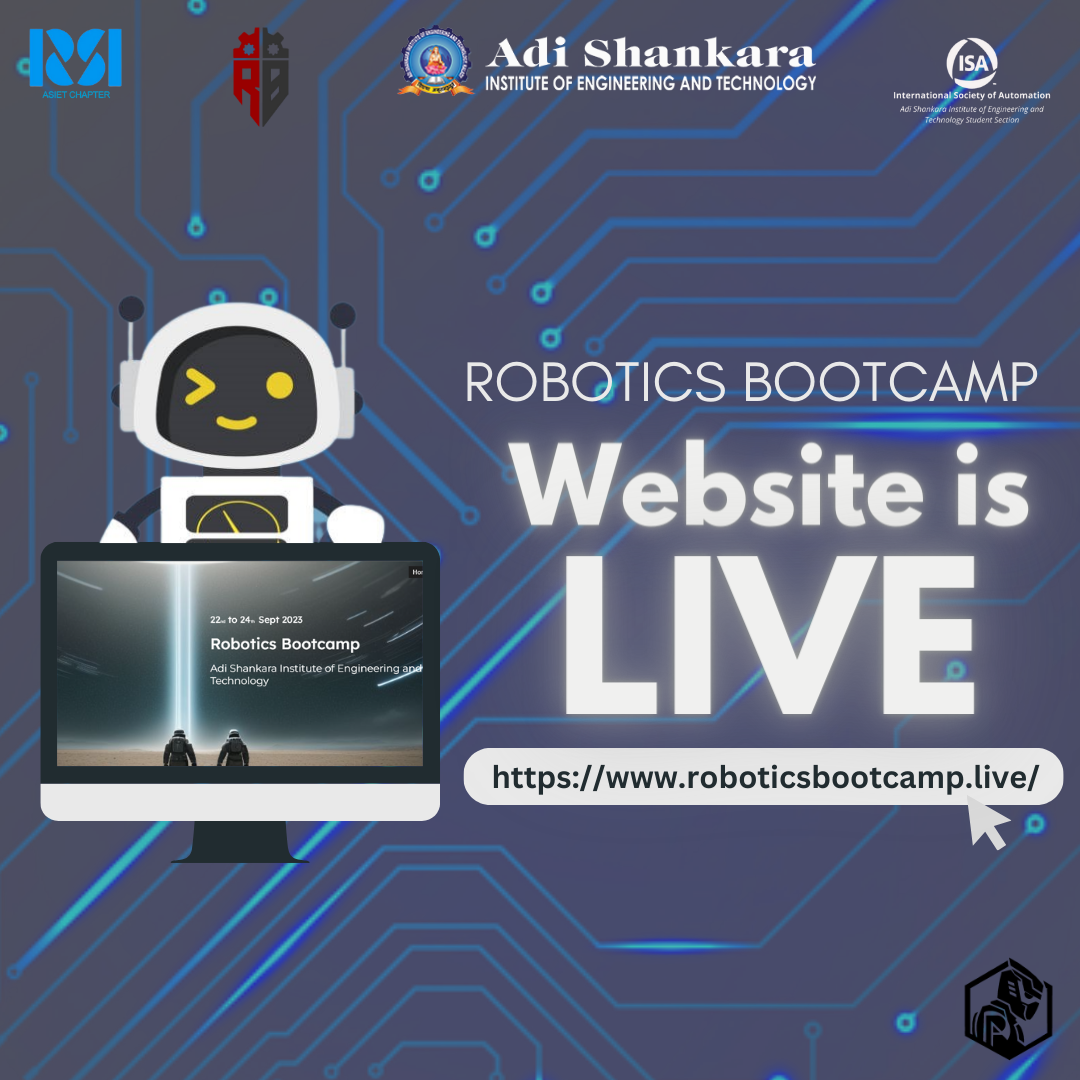 RSI
ASIET CHAPTER
RB
Adi Shankara
INSTITUTE OF ENGINEERING AND TECHNOLOGY
ISA
International Society of Automation
Adi Shankara Institute of Engineering and
Technology Student Section
ROBOTICS BOOTCAMP
Website is
LIVE
22nd to 24th Sept 2023
Robotics Bootcamp
Adi Shankara Institute of Engineering and
Technology
https://www.roboticsbootcamp.live/